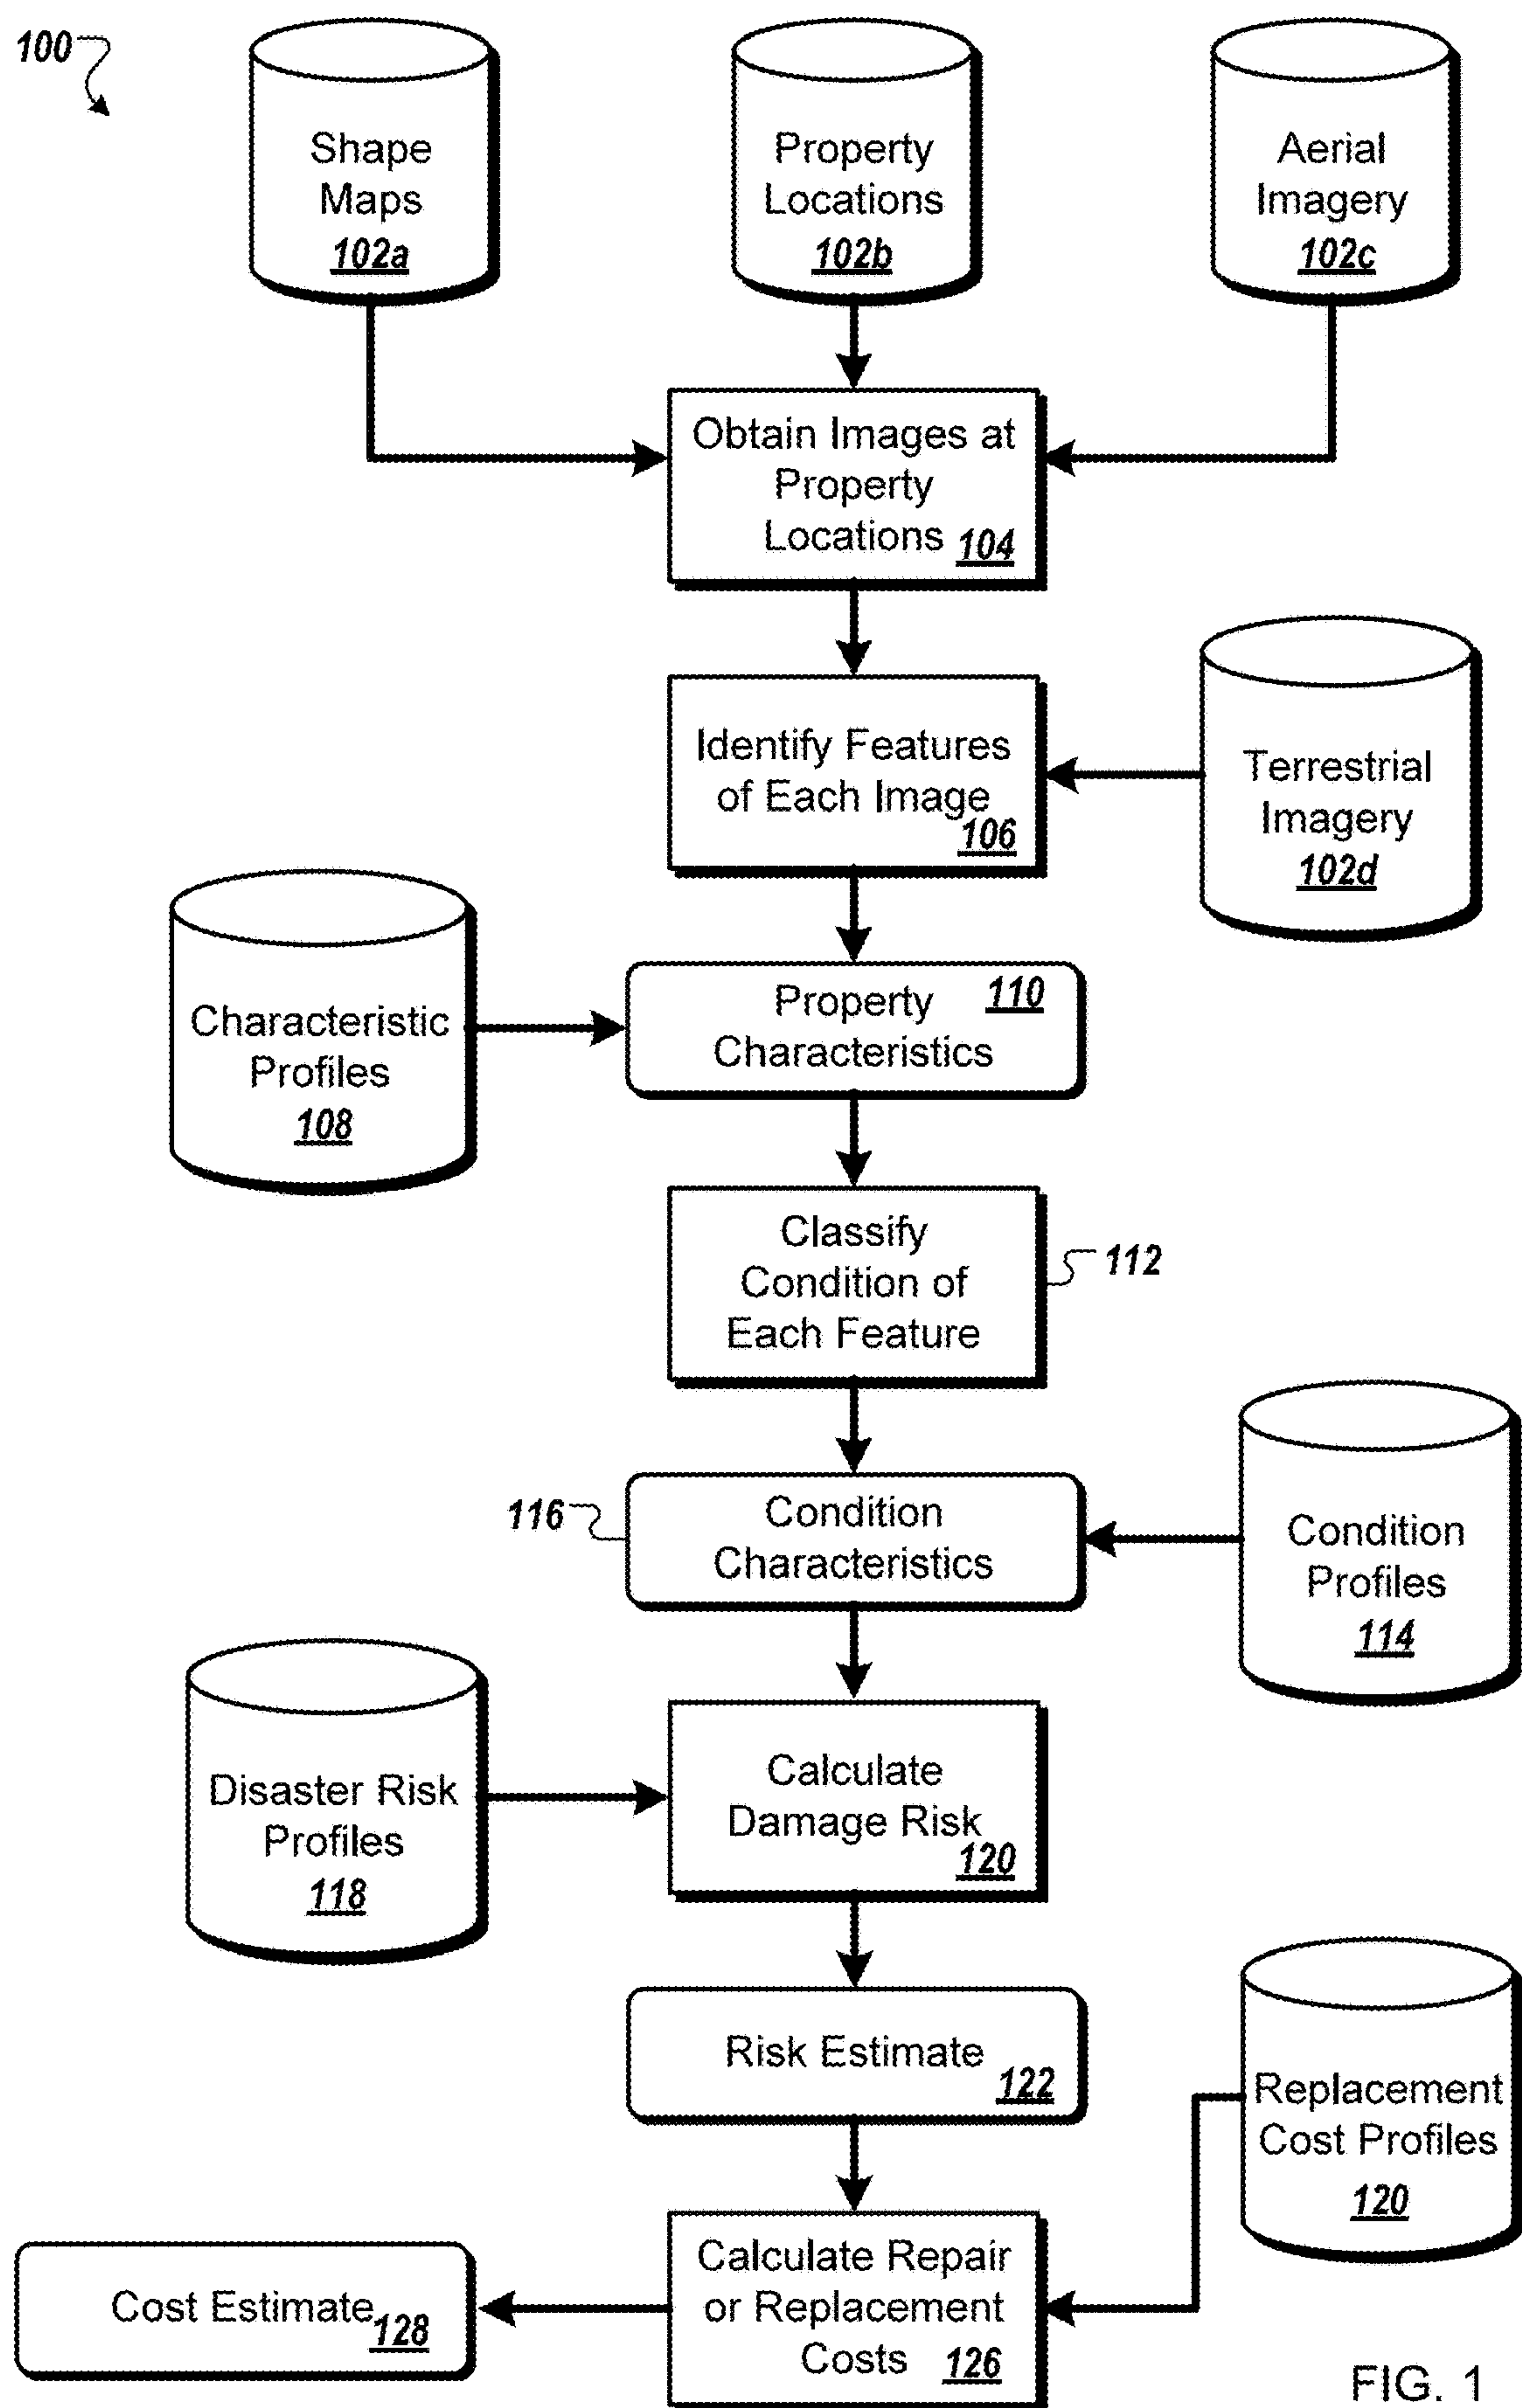 100
Shape
Maps
102a
Property
Locations
102b
Aerial
Imagery
102c
Obtain Images at
Property
Locations 104
Identify Features
of Each Image
106
Terrestrial
Imagery
102d
Characteristic
Profiles
108
110
Property
Characteristics
Classify
Condition of
Each Feature
112
116
Condition
Characteristics
Condition
Profiles
114
Disaster Risk
Profiles
118
Calculate
Damage Risk
120
Risk Estimate
122
Replacement
Cost Profiles
120
Calculate Repair
or Replacement
Costs 126
Cost Estimate
128
FIG. 1